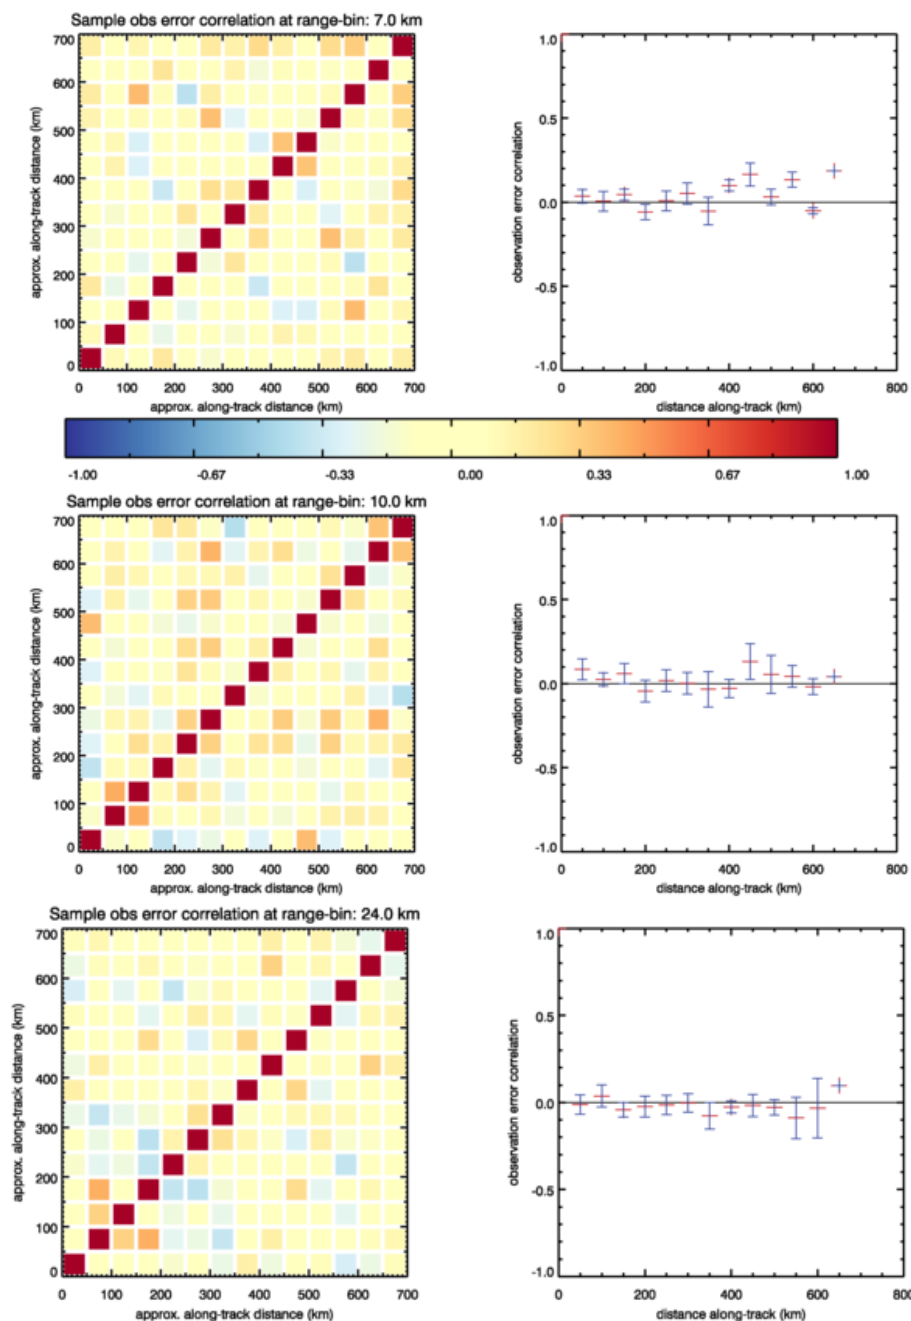 Sample obs error correlation at range-bin: 7.0 km
approx. along-track distance (km)
700
600
500
400
300
200
100
0
0 100 200 300 400 500 600 700
approx. along-track distance (km)
observation error correlation
1.0
0.5
0.0
-0.5
-1.0
0 200 400 600 800
distance along-track (km)
-1.00 -0.67 -0.33 0.00 0.33 0.67 1.00
Sample obs error correlation at range-bin: 10.0 km
approx. along-track distance (km)
700
600
500
400
300
200
100
0
0 100 200 300 400 500 600 700
approx. along-track distance (km)
observation error correlation
1.0
0.5
0.0
-0.5
-1.0
0 200 400 600 800
distance along-track (km)
Sample obs error correlation at range-bin: 24.0 km
approx. along-track distance (km)
700
600
500
400
300
200
100
0
0 100 200 300 400 500 600 700
approx. along-track distance (km)
observation error correlation
1.0
0.5
0.0
-0.5
-1.0
0 200 400 600 800
distance along-track (km)